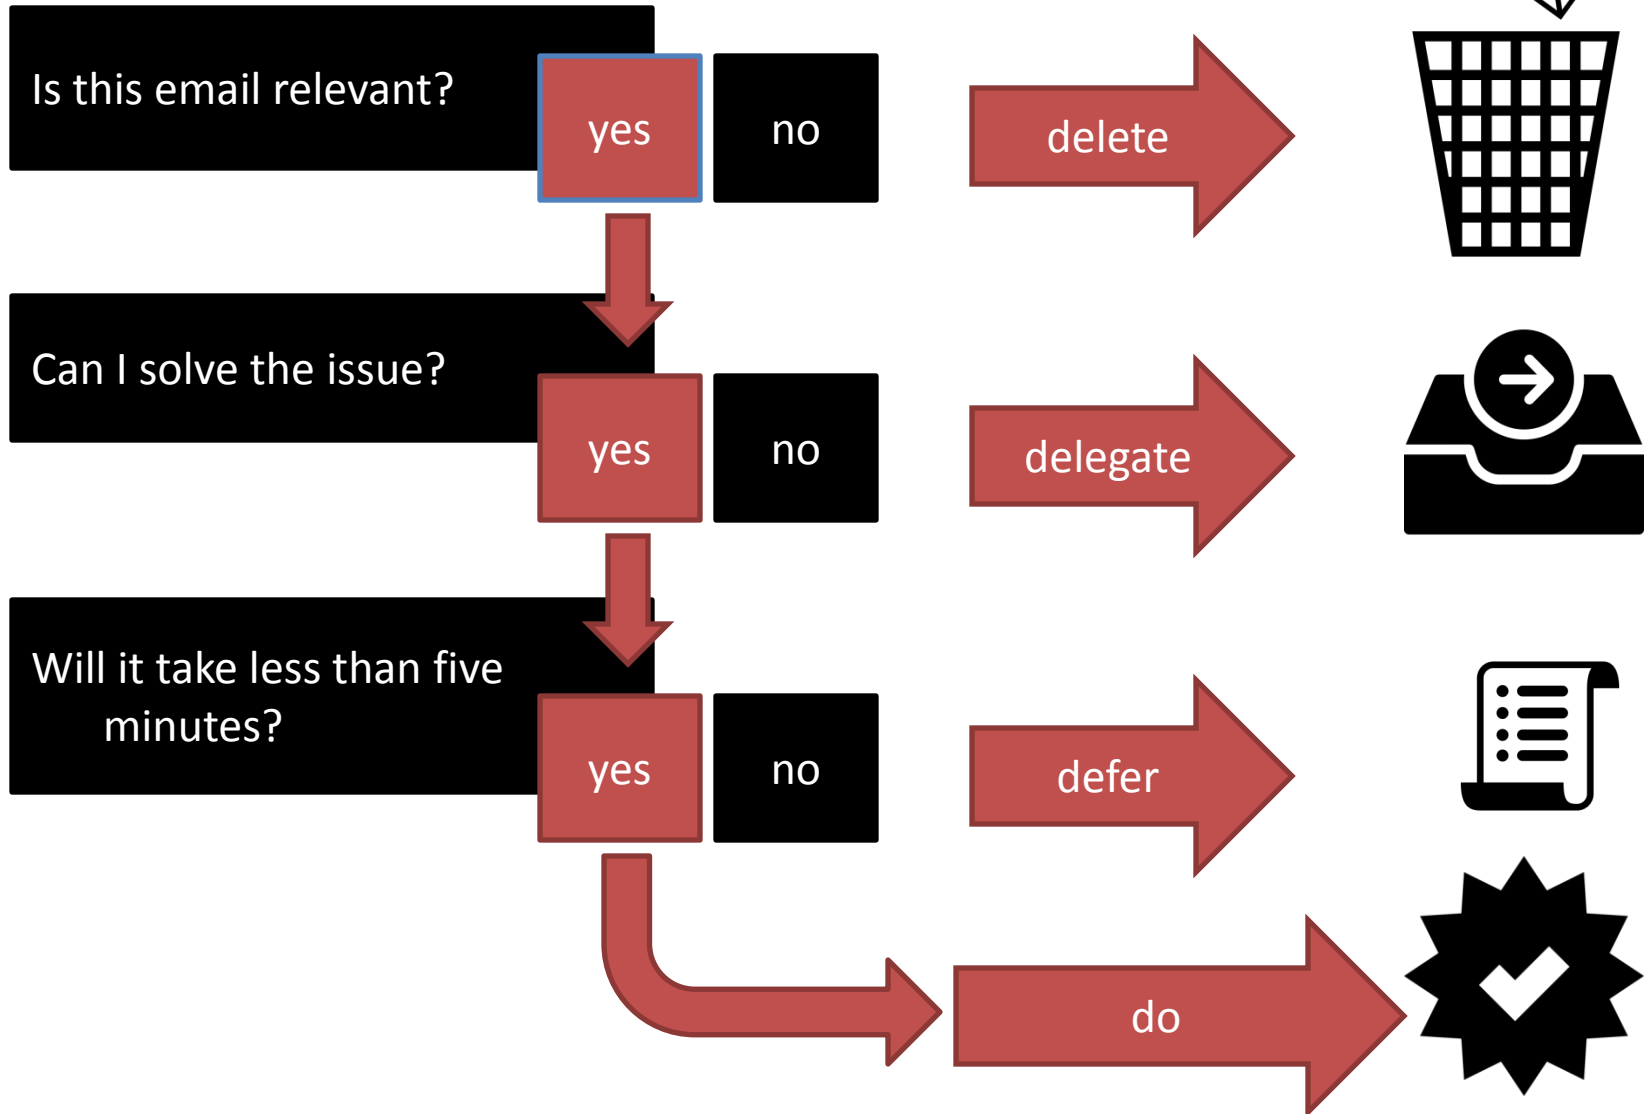 Is this email relevant?
yes
no
delete
Can I solve the issue?
yes
no
delegate
Will it take less than five
minutes?
yes
no
defer
do